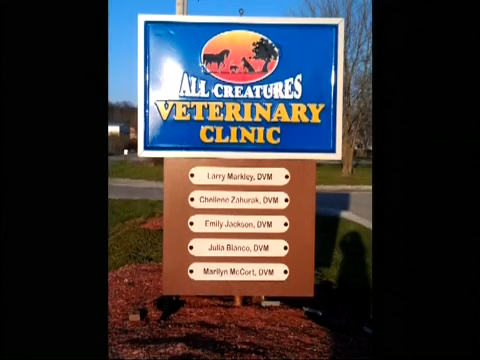 ALL CREATURES
VETERINARY
CLINIC
Larry Markley, DVM
Chellene Zahurak, DVM
Emily Jackson, DVM
Julia Blanco, DVM
Marilyn McCort, DVM